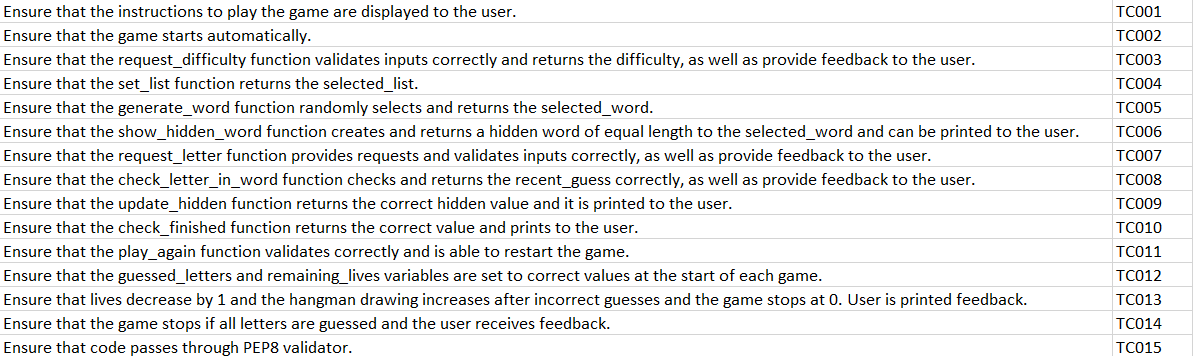 Ensure that the instructions to play the game are displayed to the user. TC001
Ensure that the game starts automatically. TC002
Ensure that the request_difficulty function validates inputs correctly and returns the difficulty, as well as provide feedback to the user. TC003
Ensure that the set_list function returns the selected_list. TC004
Ensure that the generate_word function randomly selects and returns the selected_word. TC005
Ensure that the show_hidden_word function creates and returns a hidden word of equal length to the selected_word and can be printed to the user. TC006
Ensure that the request_letter function provides requests and validates inputs correctly, as well as provide feedback to the user. TC007
Ensure that the check_letter_in_word function checks and returns the recent_guess correctly, as well as provide feedback to the user. TC008
Ensure that the update_hidden function returns the correct hidden value and it is printed to the user. TC009
Ensure that the check_finished function returns the correct value and prints to the user. TC010
Ensure that the play_again function validates correctly and is able to restart the game. TC011
Ensure that the guessed_letters and remaining_lives variables are set to correct values at the start of each game. TC012
Ensure that lives decrease by 1 and the hangman drawing increases after incorrect guesses and the game stops at 0. User is printed feedback. TC013
Ensure that the game stops if all letters are guessed and the user receives feedback. TC014
Ensure that code passes through PEP8 validator. TC015